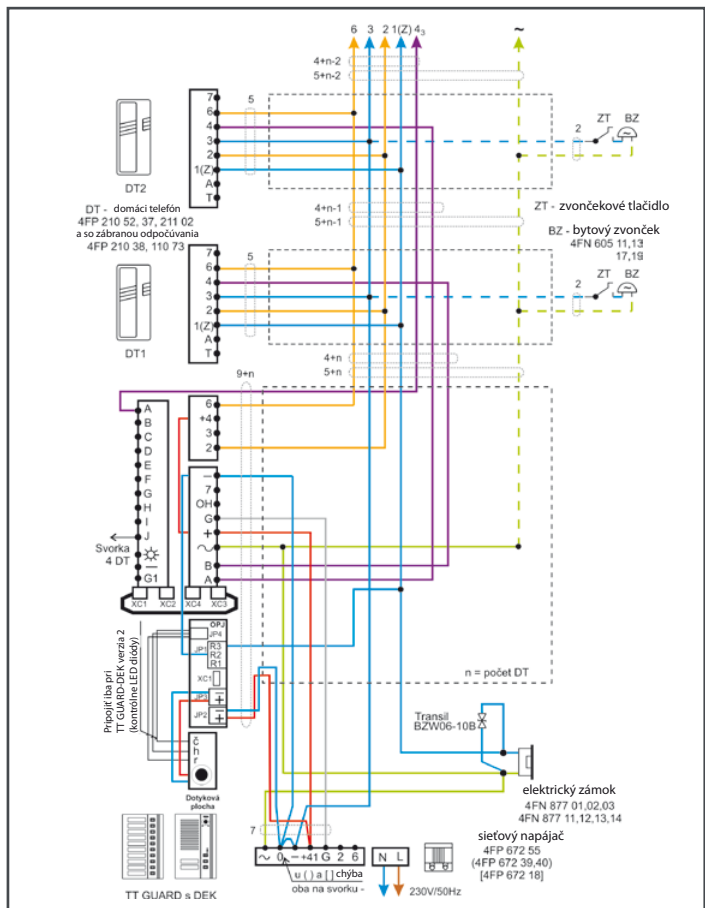 6 3 2 1(Z) 4₃ ~
4+n-2
5+n-2
7
6
4
3
2
1(Z)
A
T
5
2
ZT BZ
DT2
DT - domáci telefón
4FP 210 52, 37, 211 02
a so zábranou odpočúvania
4FP 210 38, 110 73
4+n-1
5+n-1
ZT - zvončekové tlačidlo
BZ - bytový zvonček
4FN 605 11,13
17,19
7
6
4
3
2
1(Z)
A
T
5
2
ZT BZ
DT1
4+n
5+n
9+n
A
B
C
D
E
F
G
H
I
J
—
G1
Svorka
4 DT
6
+4
3
2
—
7
OH
G
+
~
B
A
XC1 XC2 XC4 XC3
OPJ
JP4
JP1
R3
R2
R1
XC1
JP3 — +
JP2 — +
Pripojiť iba pri
TT GUARD-DEK verzia 2
(kontrólne LED diódy)
č
h
r
Dotyková
plocha
n = počet DT
Transil
BZW06-10B
elektrický zámok
4FN 877 01,02,03
4FN 877 11,12,13,14
7
~ 0 — +41 G 2 6
N L
u ( ) a [ ] chýba
oba na svorku -
230V/50Hz
sieťový napájač
4FP 672 55
(4FP 672 39,40)
[4FP 672 18]
TT GUARD s DEK